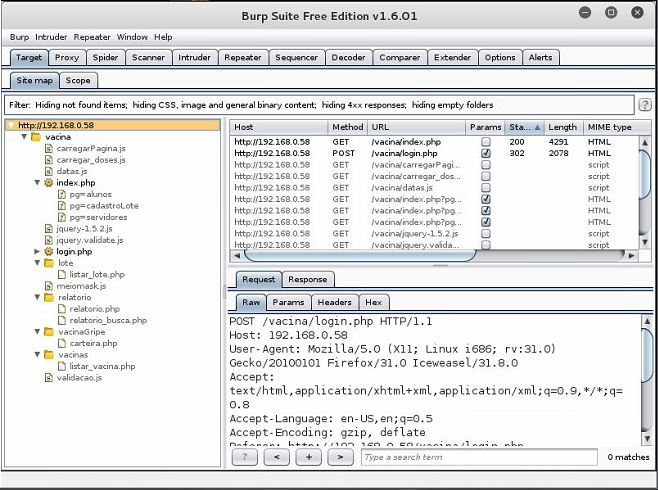 Burp Suite Free Edition v1.6.01
Burp Intruder Repeater Window Help
Target Proxy Spider Scanner Intruder Repeater Sequencer Decoder Comparer Extender Options Alerts
Site map Scope
Filter: Hiding not found items; hiding CSS, image and general binary content; hiding 4xx responses; hiding empty folders
?
http://192.168.0.58
vacina
carregarPagina.js
carregar_doses.js
datas.js
index.php
pg=alunos
pg=cadastroLote
pg=servidores
jquery-1.5.2.js
jquery.validate.js
login.php
lote
listar_lote.php
meiomask.js
relatorio
relatorio.php
relatorio_busca.php
vacinaGripe
carteira.php
vacinas
listar_vacina.php
validacao.js
Host Method URL Params Sta... Length MIME type
http://192.168.0.58 GET /vacina/index.php 200 4291 HTML
http://192.168.0.58 POST /vacina/login.php 302 2078 HTML
http://192.168.0.58 GET /vacina/carregarPagi... script
http://192.168.0.58 GET /vacina/carregar_dos... script
http://192.168.0.58 GET /vacina/datas.js script
http://192.168.0.58 GET /vacina/index.php?pg... HTML
http://192.168.0.58 GET /vacina/index.php?pg... HTML
http://192.168.0.58 GET /vacina/index.php?pg... HTML
http://192.168.0.58 GET /vacina/jquery-1.5.2.js script
http://192.168.0.58 GET /vacina/jquery.valida... script
Request Response
Raw Params Headers Hex
POST /vacina/login.php HTTP/1.1
Host: 192.168.0.58
User-Agent: Mozilla/5.0 (X11; Linux i686; rv:31.0)
Gecko/20100101 Firefox/31.0 Iceweasel/31.8.0
Accept:
text/html,application/xhtml+xml,application/xml;q=0.9,*/*;q=
0.8
Accept-Language: en-US,en;q=0.5
Accept-Encoding: gzip, deflate
Referer: http://192.168.0.58/vacina/login.php
? < + > Type a search term 0 matches